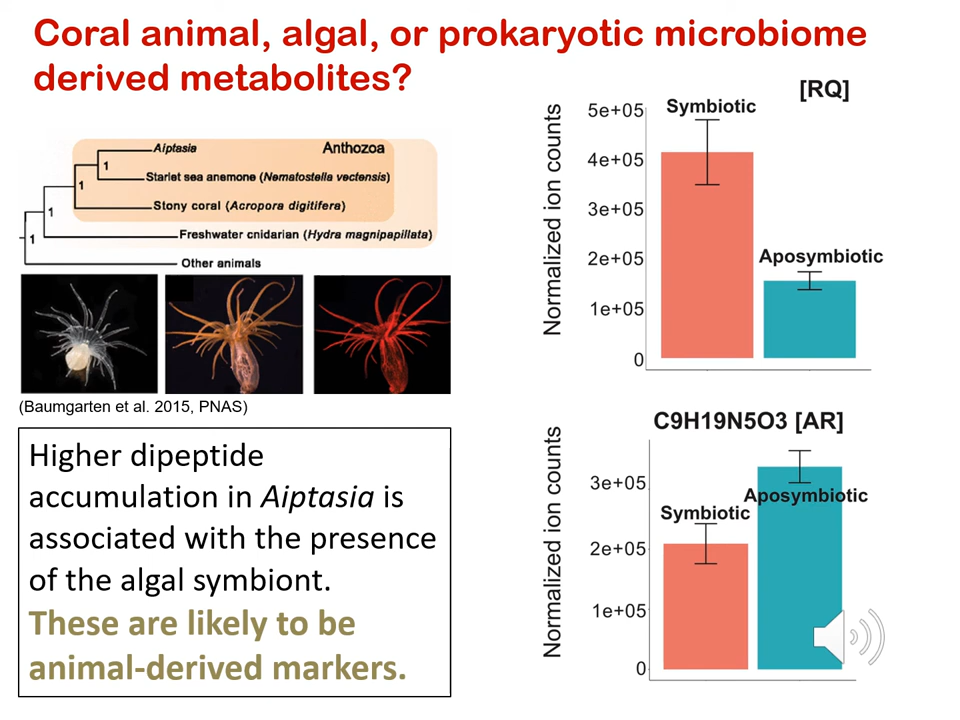 Coral animal, algal, or prokaryotic microbiome
derived metabolites?
Aiptasia
Anthozoa
1
Starlet sea anemone (Nematostella vectensis)
1
Stony coral (Acropora digitifera)
1
Freshwater cnidarian (Hydra magnipapillata)
1
Other animals
(Baumgarten et al. 2015, PNAS)
Higher dipeptide
accumulation in Aiptasia is
associated with the presence
of the algal symbiont.
These are likely to be
animal-derived markers.
[RQ]
Normalized ion counts
5e+05
4e+05
3e+05
2e+05
1e+05
0
Symbiotic
Aposymbiotic
C9H19N5O3 [AR]
Normalized ion counts
3e+05
2e+05
1e+05
0
Symbiotic
Aposymbiotic